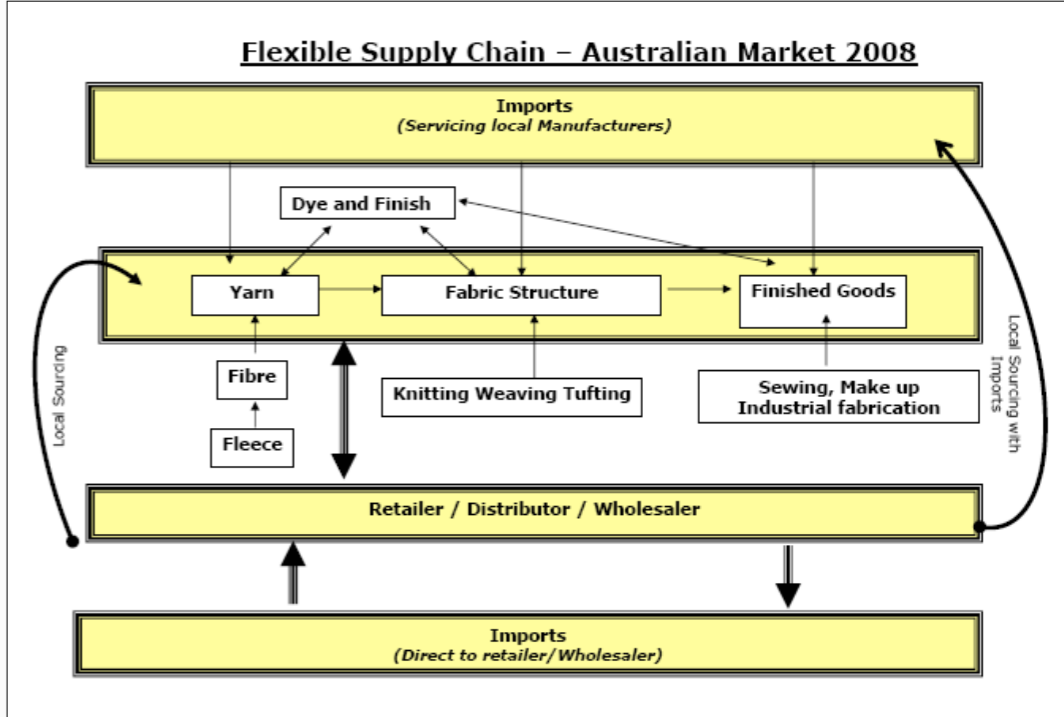 Flexible Supply Chain – Australian Market 2008
Imports
(Servicing local Manufacturers)
Dye and Finish
Yarn
Fabric Structure
Finished Goods
Fibre
Knitting Weaving Tufting
Sewing, Make up
Industrial fabrication
Fleece
Local Sourcing
Local Sourcing with
Imports
Retailer / Distributor / Wholesaler
Imports
(Direct to retailer/Wholesaler)